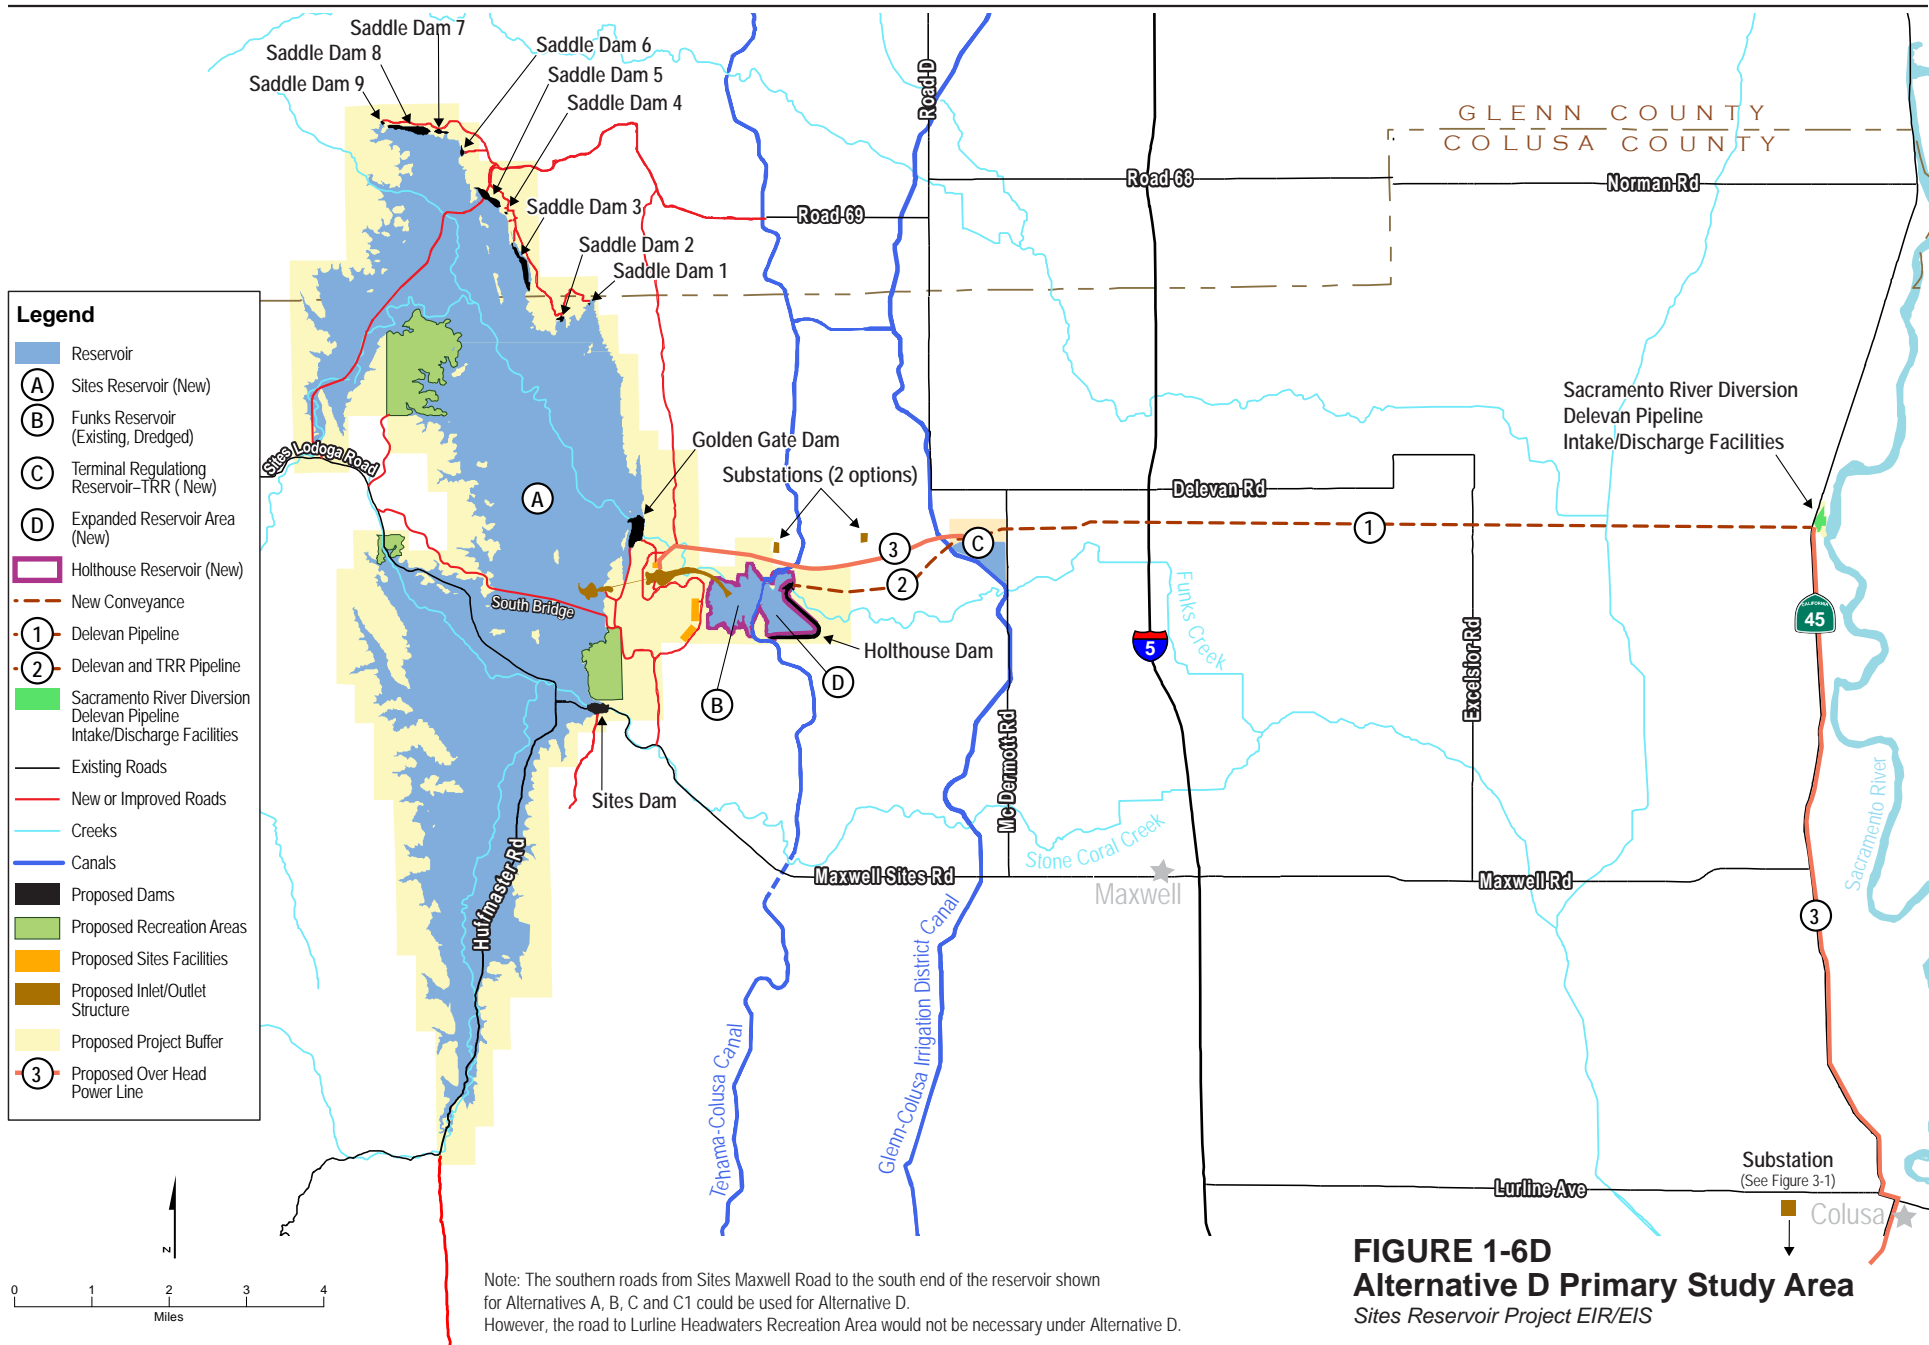 Saddle Dam 7
Saddle Dam 8
Saddle Dam 9
Saddle Dam 6
Saddle Dam 5
Saddle Dam 4
Saddle Dam 3
Saddle Dam 2
Saddle Dam 1
Road D
GLENN COUNTY
COLUSA COUNTY
Road 68
Norman Rd
Road 69
Legend
Reservoir
A Sites Reservoir (New)
B Funks Reservoir
(Existing, Dredged)
C Terminal Regulationg
Reservoir–TRR ( New)
D Expanded Reservoir Area
(New)
Holthouse Reservoir (New)
New Conveyance
1 Delevan Pipeline
2 Delevan and TRR Pipeline
Sacramento River Diversion
Delevan Pipeline
Intake/Discharge Facilities
Existing Roads
New or Improved Roads
Creeks
Canals
Proposed Dams
Proposed Recreation Areas
Proposed Sites Facilities
Proposed Inlet/Outlet
Structure
Proposed Project Buffer
3 Proposed Over Head
Power Line
Sites Lodoga Road
A
Golden Gate Dam
Substations (2 options)
Delevan Rd
Sacramento River Diversion
Delevan Pipeline
Intake/Discharge Facilities
1
3
C
2
South Bridge
Funks Creek
CALIFORNIA
45
5
Holthouse Dam
D
B
Excelsior Rd
Mc Dermott Rd
Sites Dam
Stone Coral Creek
Sacramento River
Huffmaster Rd
Maxwell Sites Rd
Maxwell
Maxwell Rd
3
Tehama-Colusa Canal
Glenn-Colusa Irrigation District Canal
Lurline Ave
Substation
(See Figure 3-1)
Colusa
N
0 1 2 3 4
Miles
Note: The southern roads from Sites Maxwell Road to the south end of the reservoir shown
for Alternatives A, B, C and C1 could be used for Alternative D.
However, the road to Lurline Headwaters Recreation Area would not be necessary under Alternative D.
FIGURE 1-6D
Alternative D Primary Study Area
Sites Reservoir Project EIR/EIS